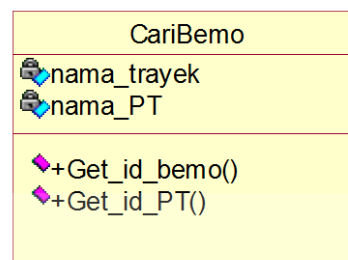 CariBemo
nama_trayek
nama_PT
+Get_id_bemo()
+Get_id_PT()